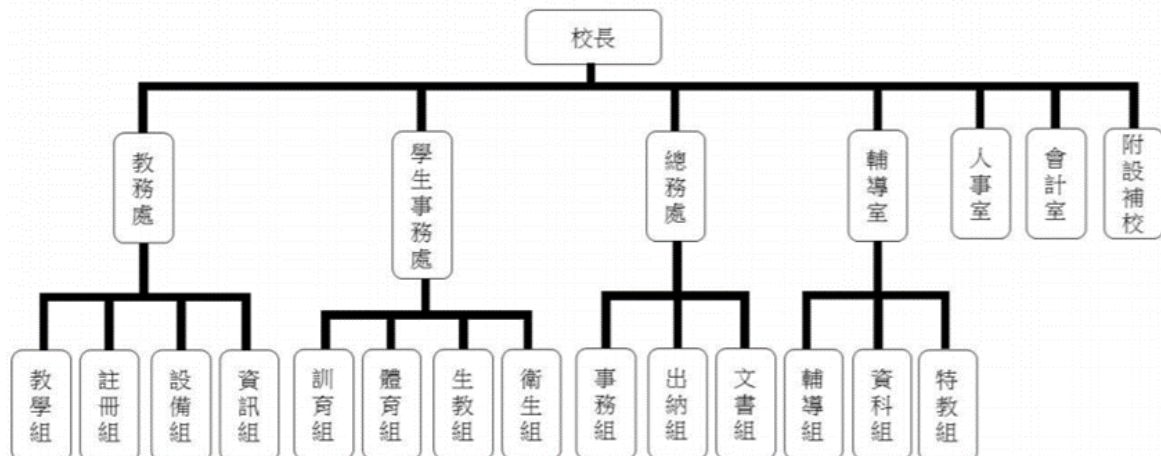 校長
教務處
學生事務處
總務處
輔導室
人事室
會計室
附設補校
教學組
註冊組
設備組
資訊組
訓育組
體育組
生教組
衛生組
事務組
出納組
文書組
輔導組
資料組
特教組